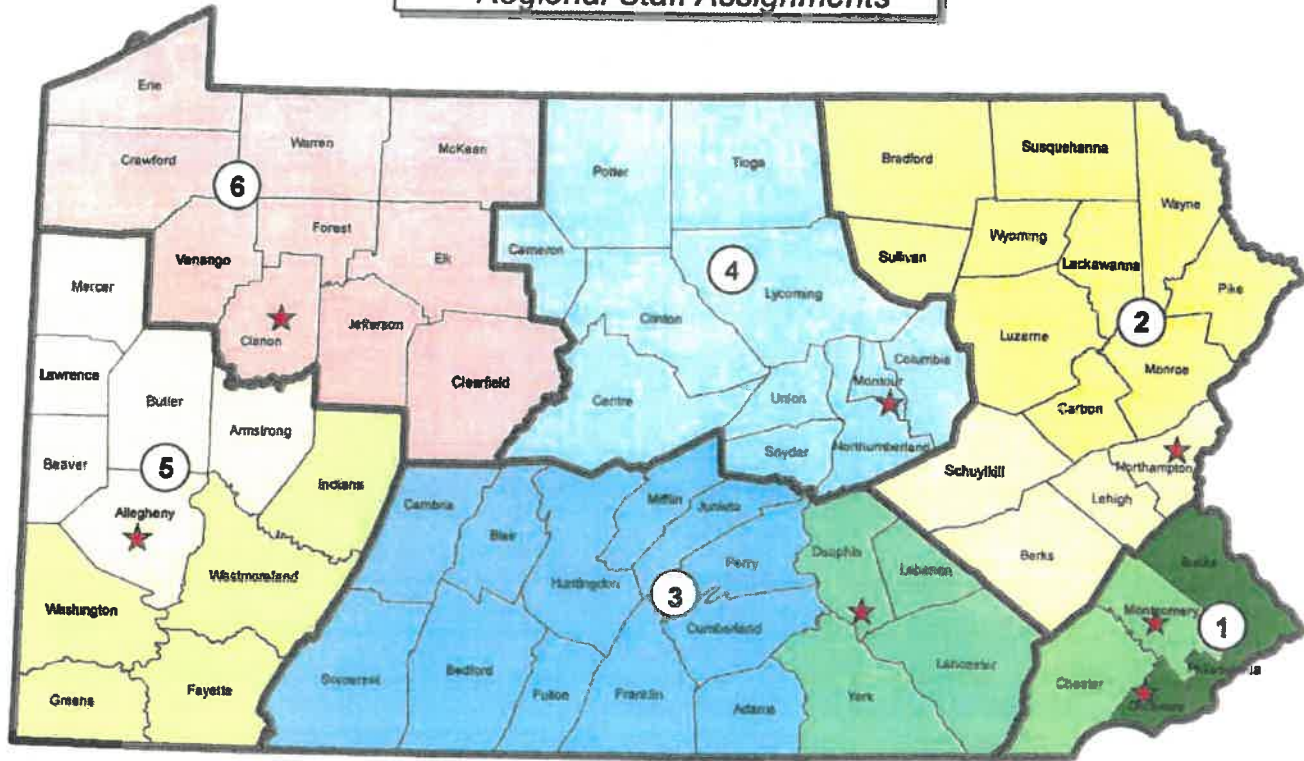 Regional Staff Assignments
Erie
Warren
McKean
Crawford
6
Forest
Venango
Elk
Clarion
Jefferson
Clearfield
Potter
Tioga
Cameron
4
Lycoming
Clinton
Columbia
Montour
Centre
Union
Snyder
Northumberland
Bradford
Susquehanna
Wayne
Wyoming
Sullivan
Lackawanna
Pike
2
Luzerne
Monroe
Carbon
Schuylkill
Northampton
Lehigh
Berks
Mercer
Lawrence
Butler
Armstrong
Beaver
5
Indiana
Allegheny
Westmoreland
Washington
Greene
Fayette
Cambria
Blair
Mifflin
Juniata
Huntingdon
Perry
3
Cumberland
Somerset
Bedford
Fulton
Franklin
Adams
Dauphin
Lebanon
Lancaster
York
Bucks
Montgomery
1
Chester
Delaware